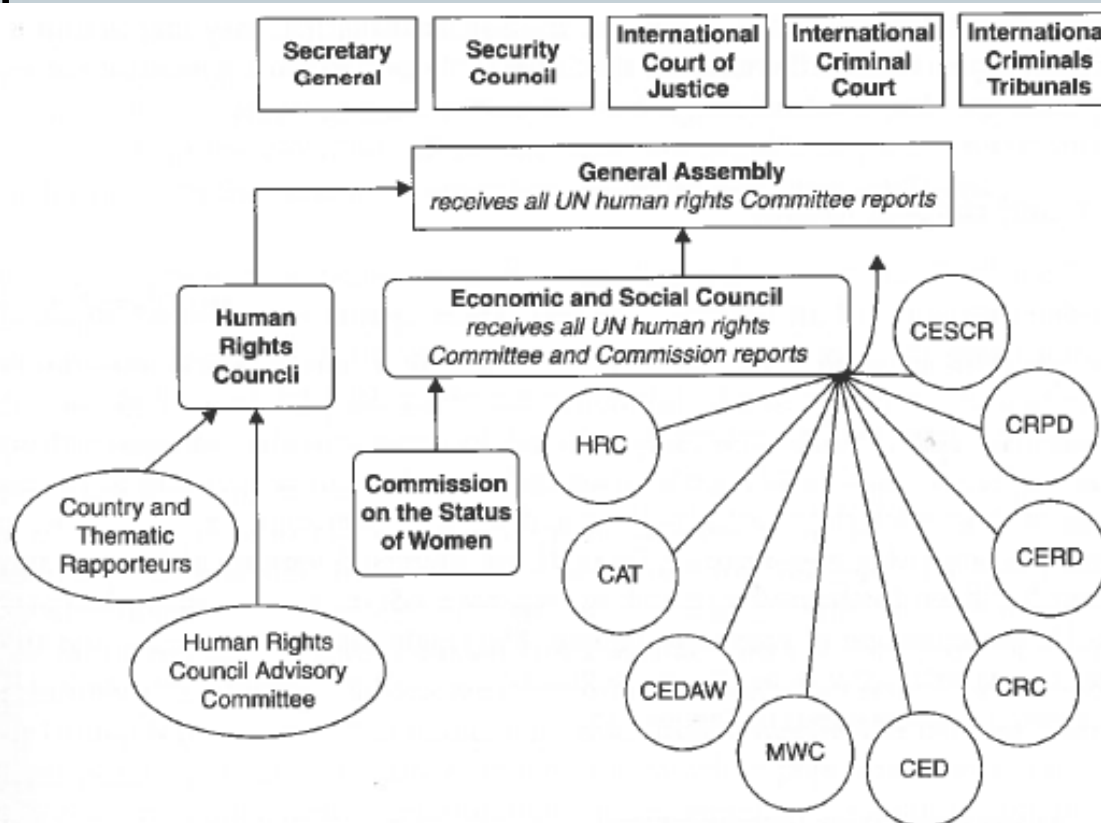 Secretary
General
Security
Council
International
Court of
Justice
International
Criminal
Court
Internationa
Criminals
Tribunals
General Assembly
receives all UN human rights Committee reports
Economic and Social Council
receives all UN human rights
Committee and Commission reports
Human
Rights
Councli
CESCR
CRPD
HRC
Commission
on the Status
of Women
Country and
Thematic
Rapporteurs
CAT
CERD
Human Rights
Council Advisory
Committee
CEDAW
CRC
MWC
CED